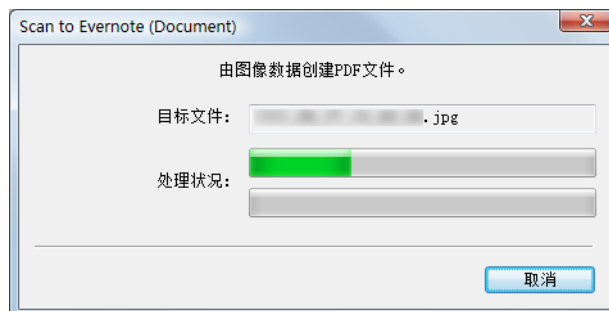 Scan to Evernote (Document)
由图像数据创建PDF文件。
目标文件：
.jpg
处理状况：
取消